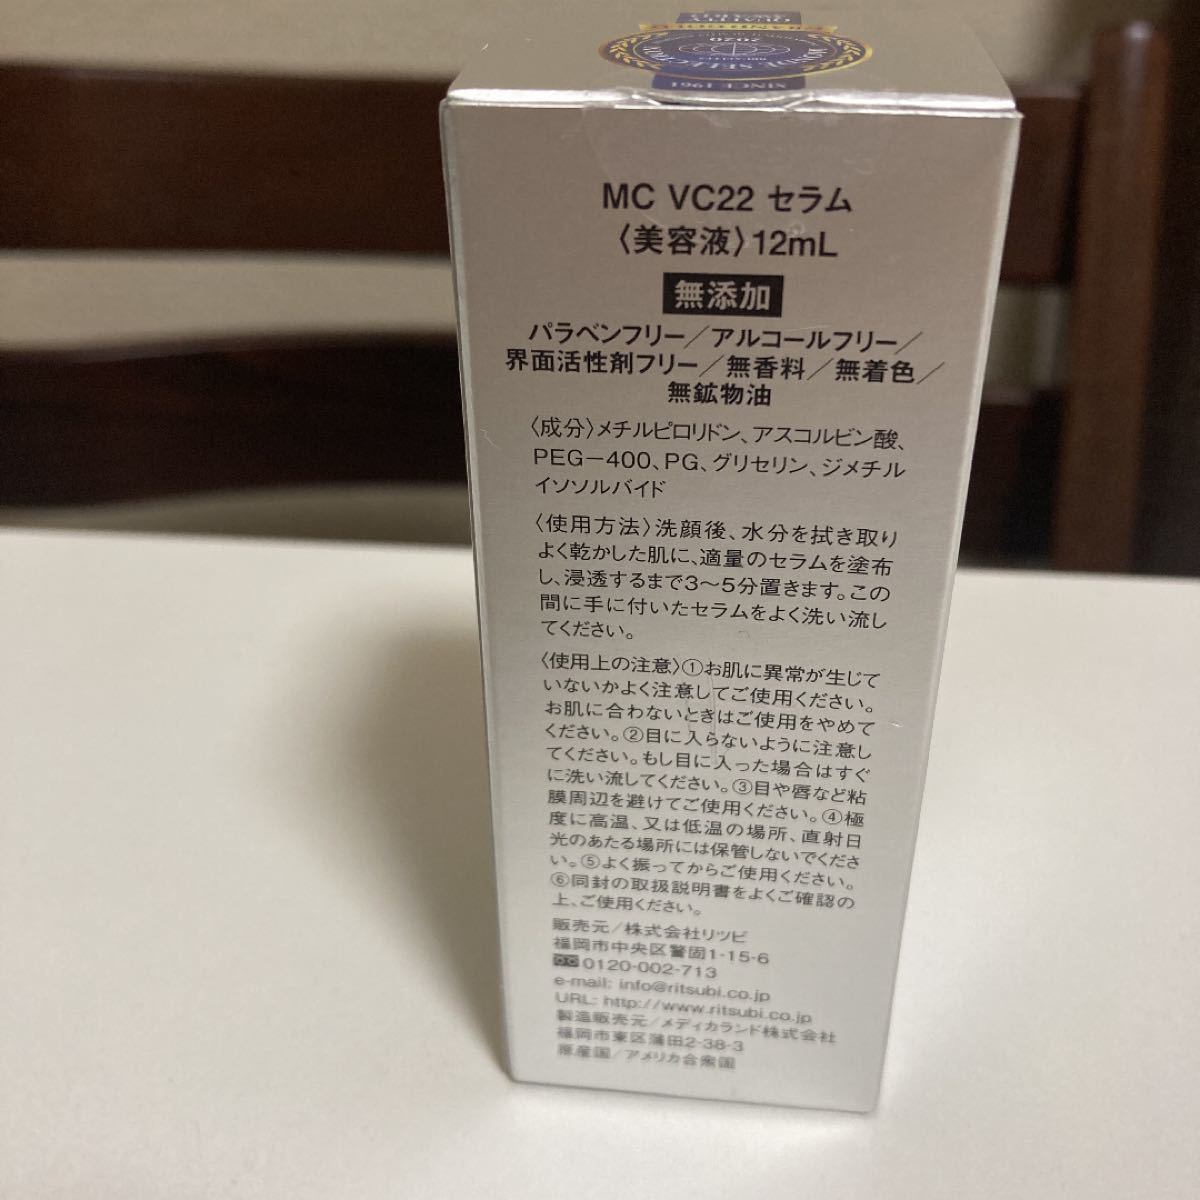 QUALITY
AWARD
GRAND GOLD
2020
MONDE SELECTION
SINCE 1961
MC VC22 セラム
〈美容液〉12mL
無添加
パラベンフリー／アルコールフリー／
界面活性剤フリー／無香料／無着色／
無鉱物油
〈成分〉メチルピロリドン、アスコルビン酸、
PEG－400、PG、グリセリン、ジメチル
イソソルバイド
〈使用方法〉洗顔後、水分を拭き取り
よく乾かした肌に、適量のセラムを塗布
し、浸透するまで3～5分置きます。この
間に手に付いたセラムをよく洗い流し
てください。
〈使用上の注意〉①お肌に異常が生じて
いないかよく注意してご使用ください。
お肌に合わないときはご使用をやめて
ください。②目に入らないように注意し
てください。もし目に入った場合はすぐ
に洗い流してください。③目や唇など粘
膜周辺を避けてご使用ください。④極
度に高温、又は低温の場所、直射日
光のあたる場所には保管しないでくださ
い。⑤よく振ってからご使用ください。
⑥同封の取扱説明書をよくご確認の
上、ご使用ください。
販売元／株式会社リツビ
福岡市中央区警固1-15-6
0120-002-713
e-mail: info@ritsubi.co.jp
URL: http://www.ritsubi.co.jp
製造販売元／メディカランド株式会社
福岡市東区蒲田2-38-3
原産国／アメリカ合衆国